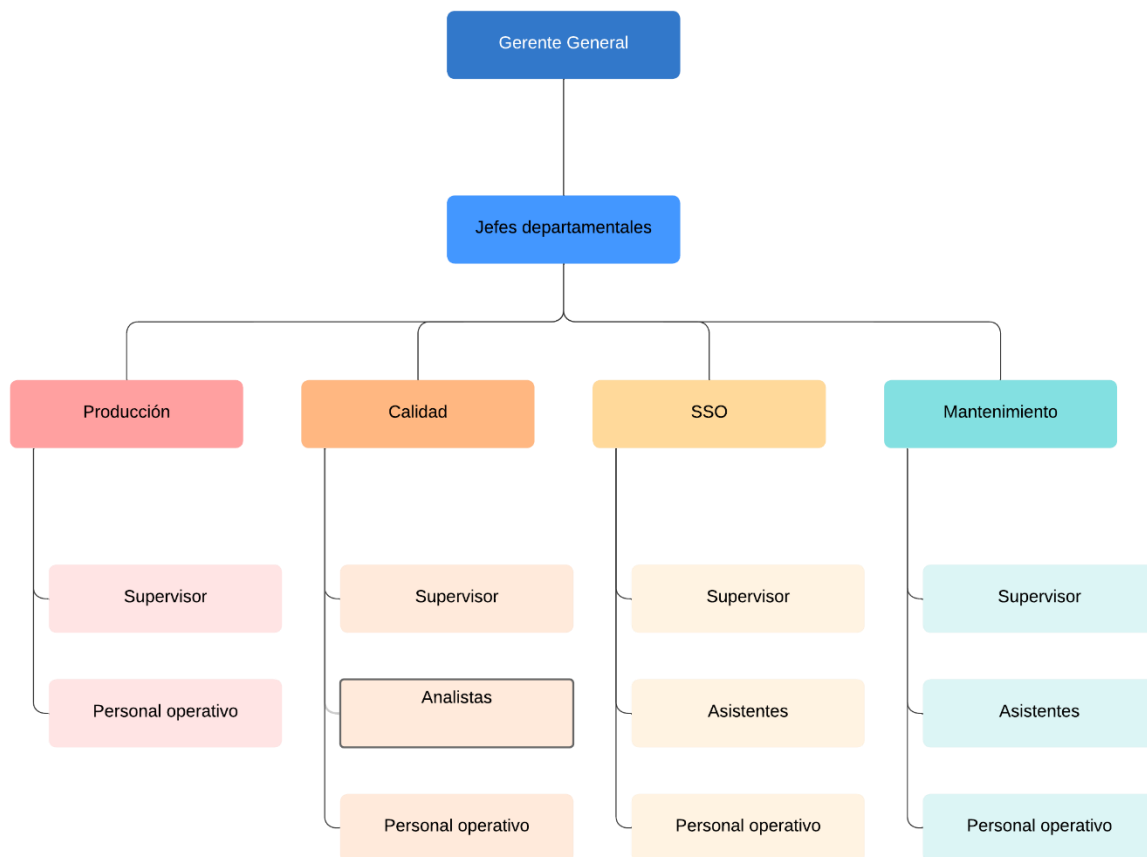 Gerente General
Jefes departamentales
Producción
Calidad
SSO
Mantenimiento
Supervisor
Supervisor
Supervisor
Supervisor
Personal operativo
Analistas
Asistentes
Asistentes
Personal operativo
Personal operativo
Personal operativo